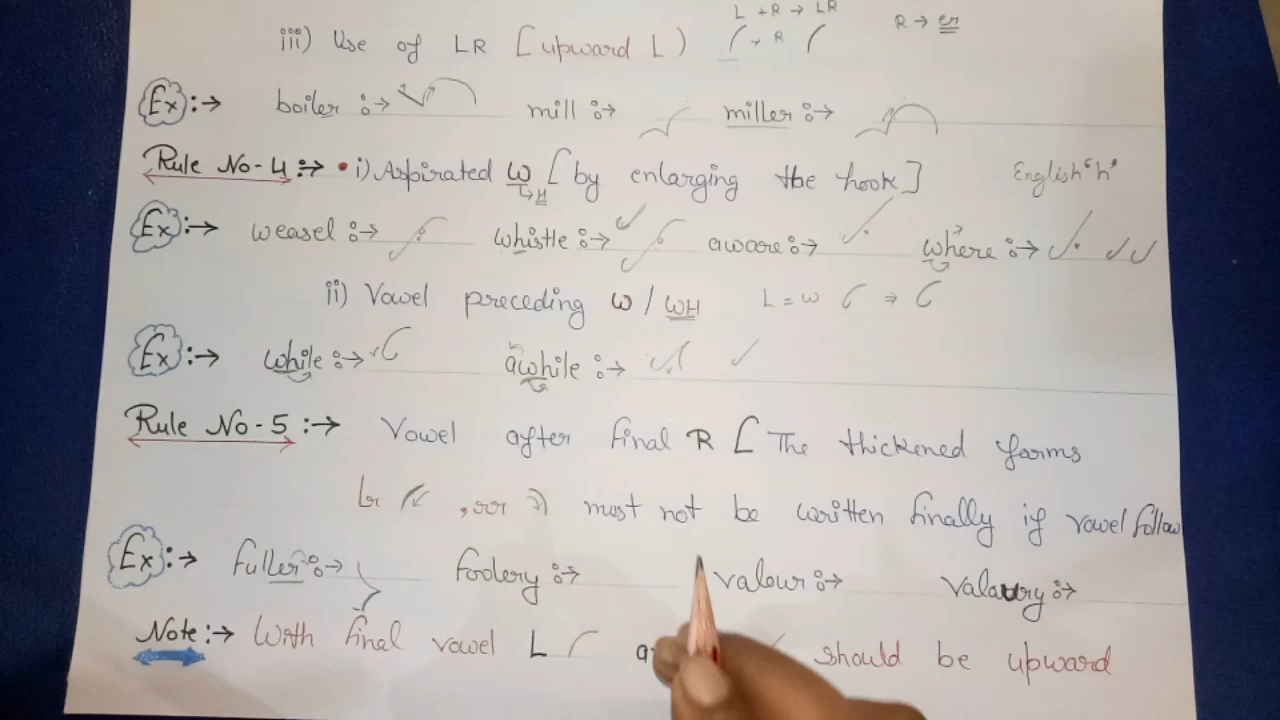 L + R → LR
iii) Use of LR [upward L) → R R → er
Ex :→ boiler :→ mill :→ miller :→
Rule No-4 :→ • i) Aspirated W [by enlarging the hook] English 'h'
↳ H
Ex :→ weasel :→ whistle :→ aware :→ where :→
ii) Vowel preceding W / WH L = W ⇒
Ex :→ while :→ awhile :→
Rule No-5 :→ Vowel after final R [The thickened forms
Lr , rr must not be written finally if vowel follow
Ex :→ fuller :→ foolery :→ valour :→ Valaury :→
Note :→ With final vowel L should be upward